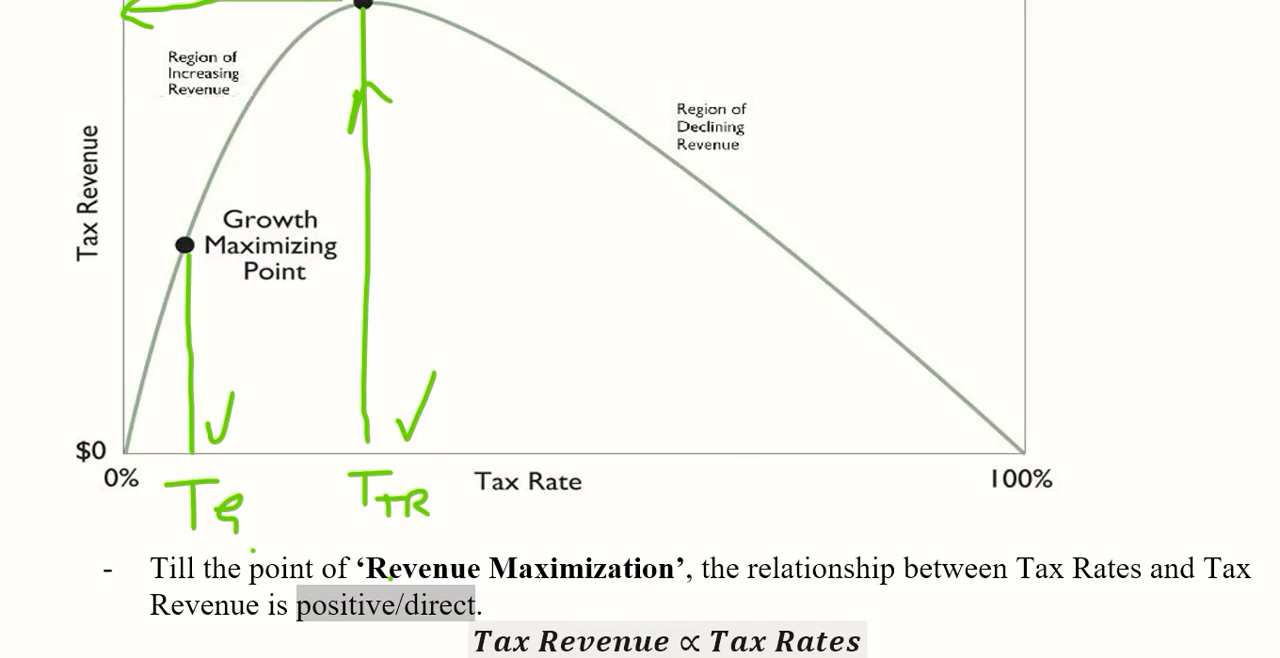 Region of
Increasing
Revenue
Region of
Declining
Revenue
Tax Revenue
Growth
Maximizing
Point
$0
0%
Tax Rate
100%
TG
TTR
- Till the point of ‘Revenue Maximization’, the relationship between Tax Rates and Tax
Revenue is positive/direct.
Tax Revenue ∝ Tax Rates